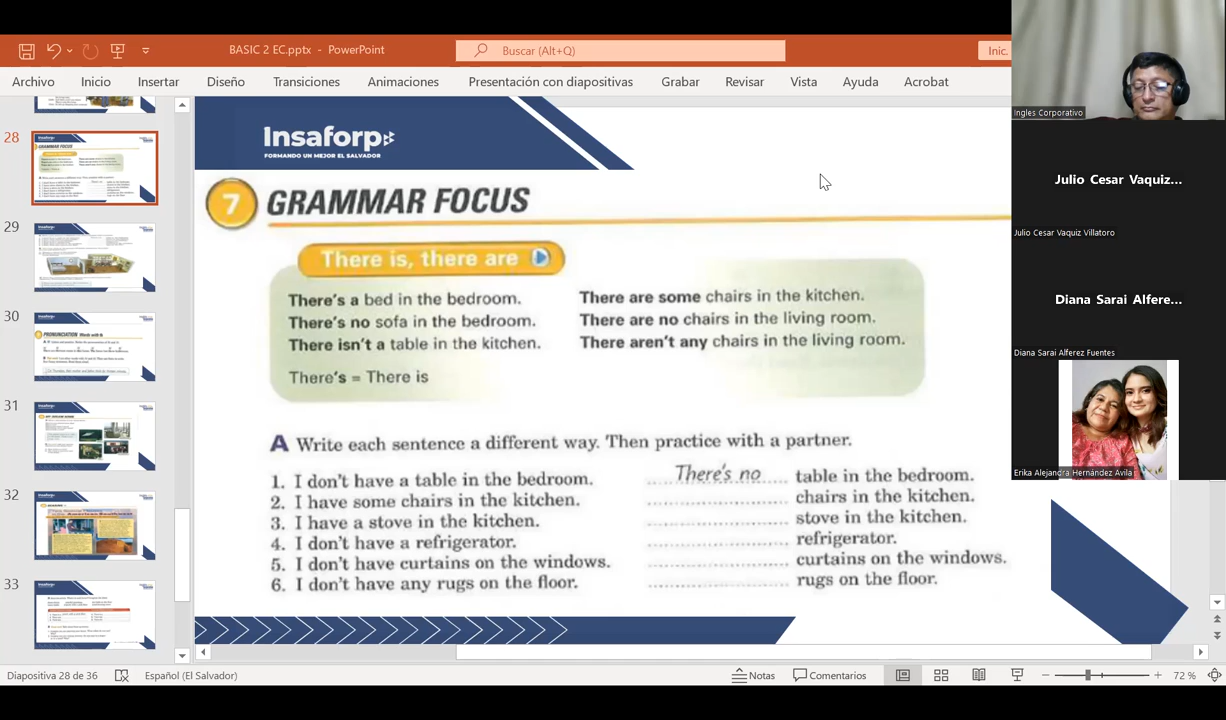 BASIC 2 EC.pptx - PowerPoint
Buscar (Alt+Q)
Inic.
Archivo Inicio Insertar Diseño Transiciones Animaciones Presentación con diapositivas Grabar Revisar Vista Ayuda Acrobat
28
29
30
31
32
33
Insaforp
FORMANDO UN MEJOR EL SALVADOR
7 GRAMMAR FOCUS
There is, there are
There's a bed in the bedroom.
There's no sofa in the bedroom.
There isn't a table in the kitchen.
There's = There is
There are some chairs in the kitchen.
There are no chairs in the living room.
There aren't any chairs in the living room.
A Write each sentence a different way. Then practice with a partner.
1. I don't have a table in the bedroom. There's no table in the bedroom.
2. I have some chairs in the kitchen. chairs in the kitchen.
3. I have a stove in the kitchen. stove in the kitchen.
4. I don't have a refrigerator. refrigerator.
5. I don't have curtains on the windows. curtains on the windows.
6. I don't have any rugs on the floor. rugs on the floor.
Ingles Corporativo
Julio Cesar Vaquiz...
Julio Cesar Vaquiz Villatoro
Diana Sarai Alfere...
Diana Sarai Alferez Fuentes
Erika Alejandra Hernández Avila
Diapositiva 28 de 36 Español (El Salvador) Notas Comentarios 72 %